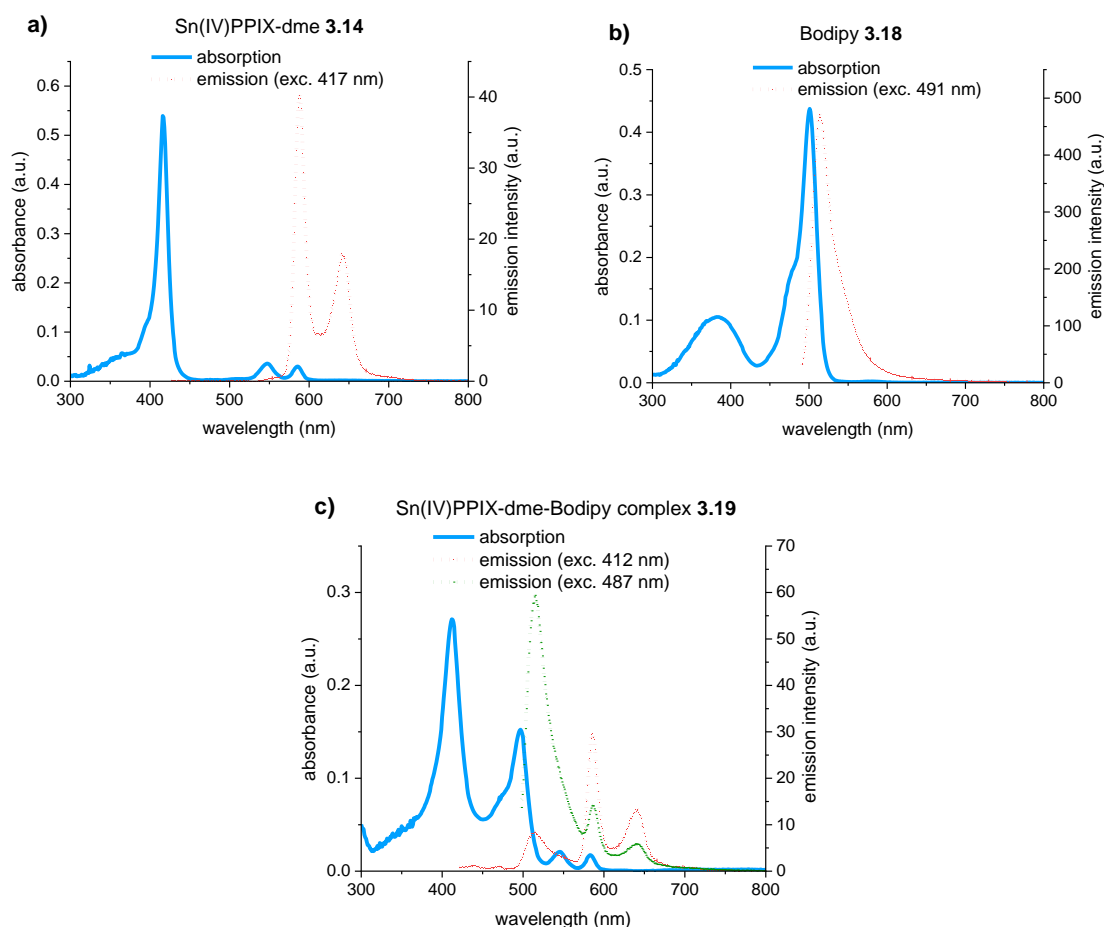 a)
Sn(IV)PPIX-dme 3.14
absorption
emission (exc. 417 nm)
0.6
0.5
0.4
0.3
0.2
0.1
0.0
absorbance (a.u.)
40
30
20
10
0
emission intensity (a.u.)
300 400 500 600 700 800
wavelength (nm)
b)
Bodipy 3.18
absorption
emission (exc. 491 nm)
0.5
0.4
0.3
0.2
0.1
0.0
absorbance (a.u.)
500
400
300
200
100
0
emission intensity (a.u.)
300 400 500 600 700 800
wavelength (nm)
c)
Sn(IV)PPIX-dme-Bodipy complex 3.19
absorption
emission (exc. 412 nm)
emission (exc. 487 nm)
0.3
0.2
0.1
0.0
absorbance (a.u.)
70
60
50
40
30
20
10
0
emission intensity (a.u.)
300 400 500 600 700 800
wavelength (nm)